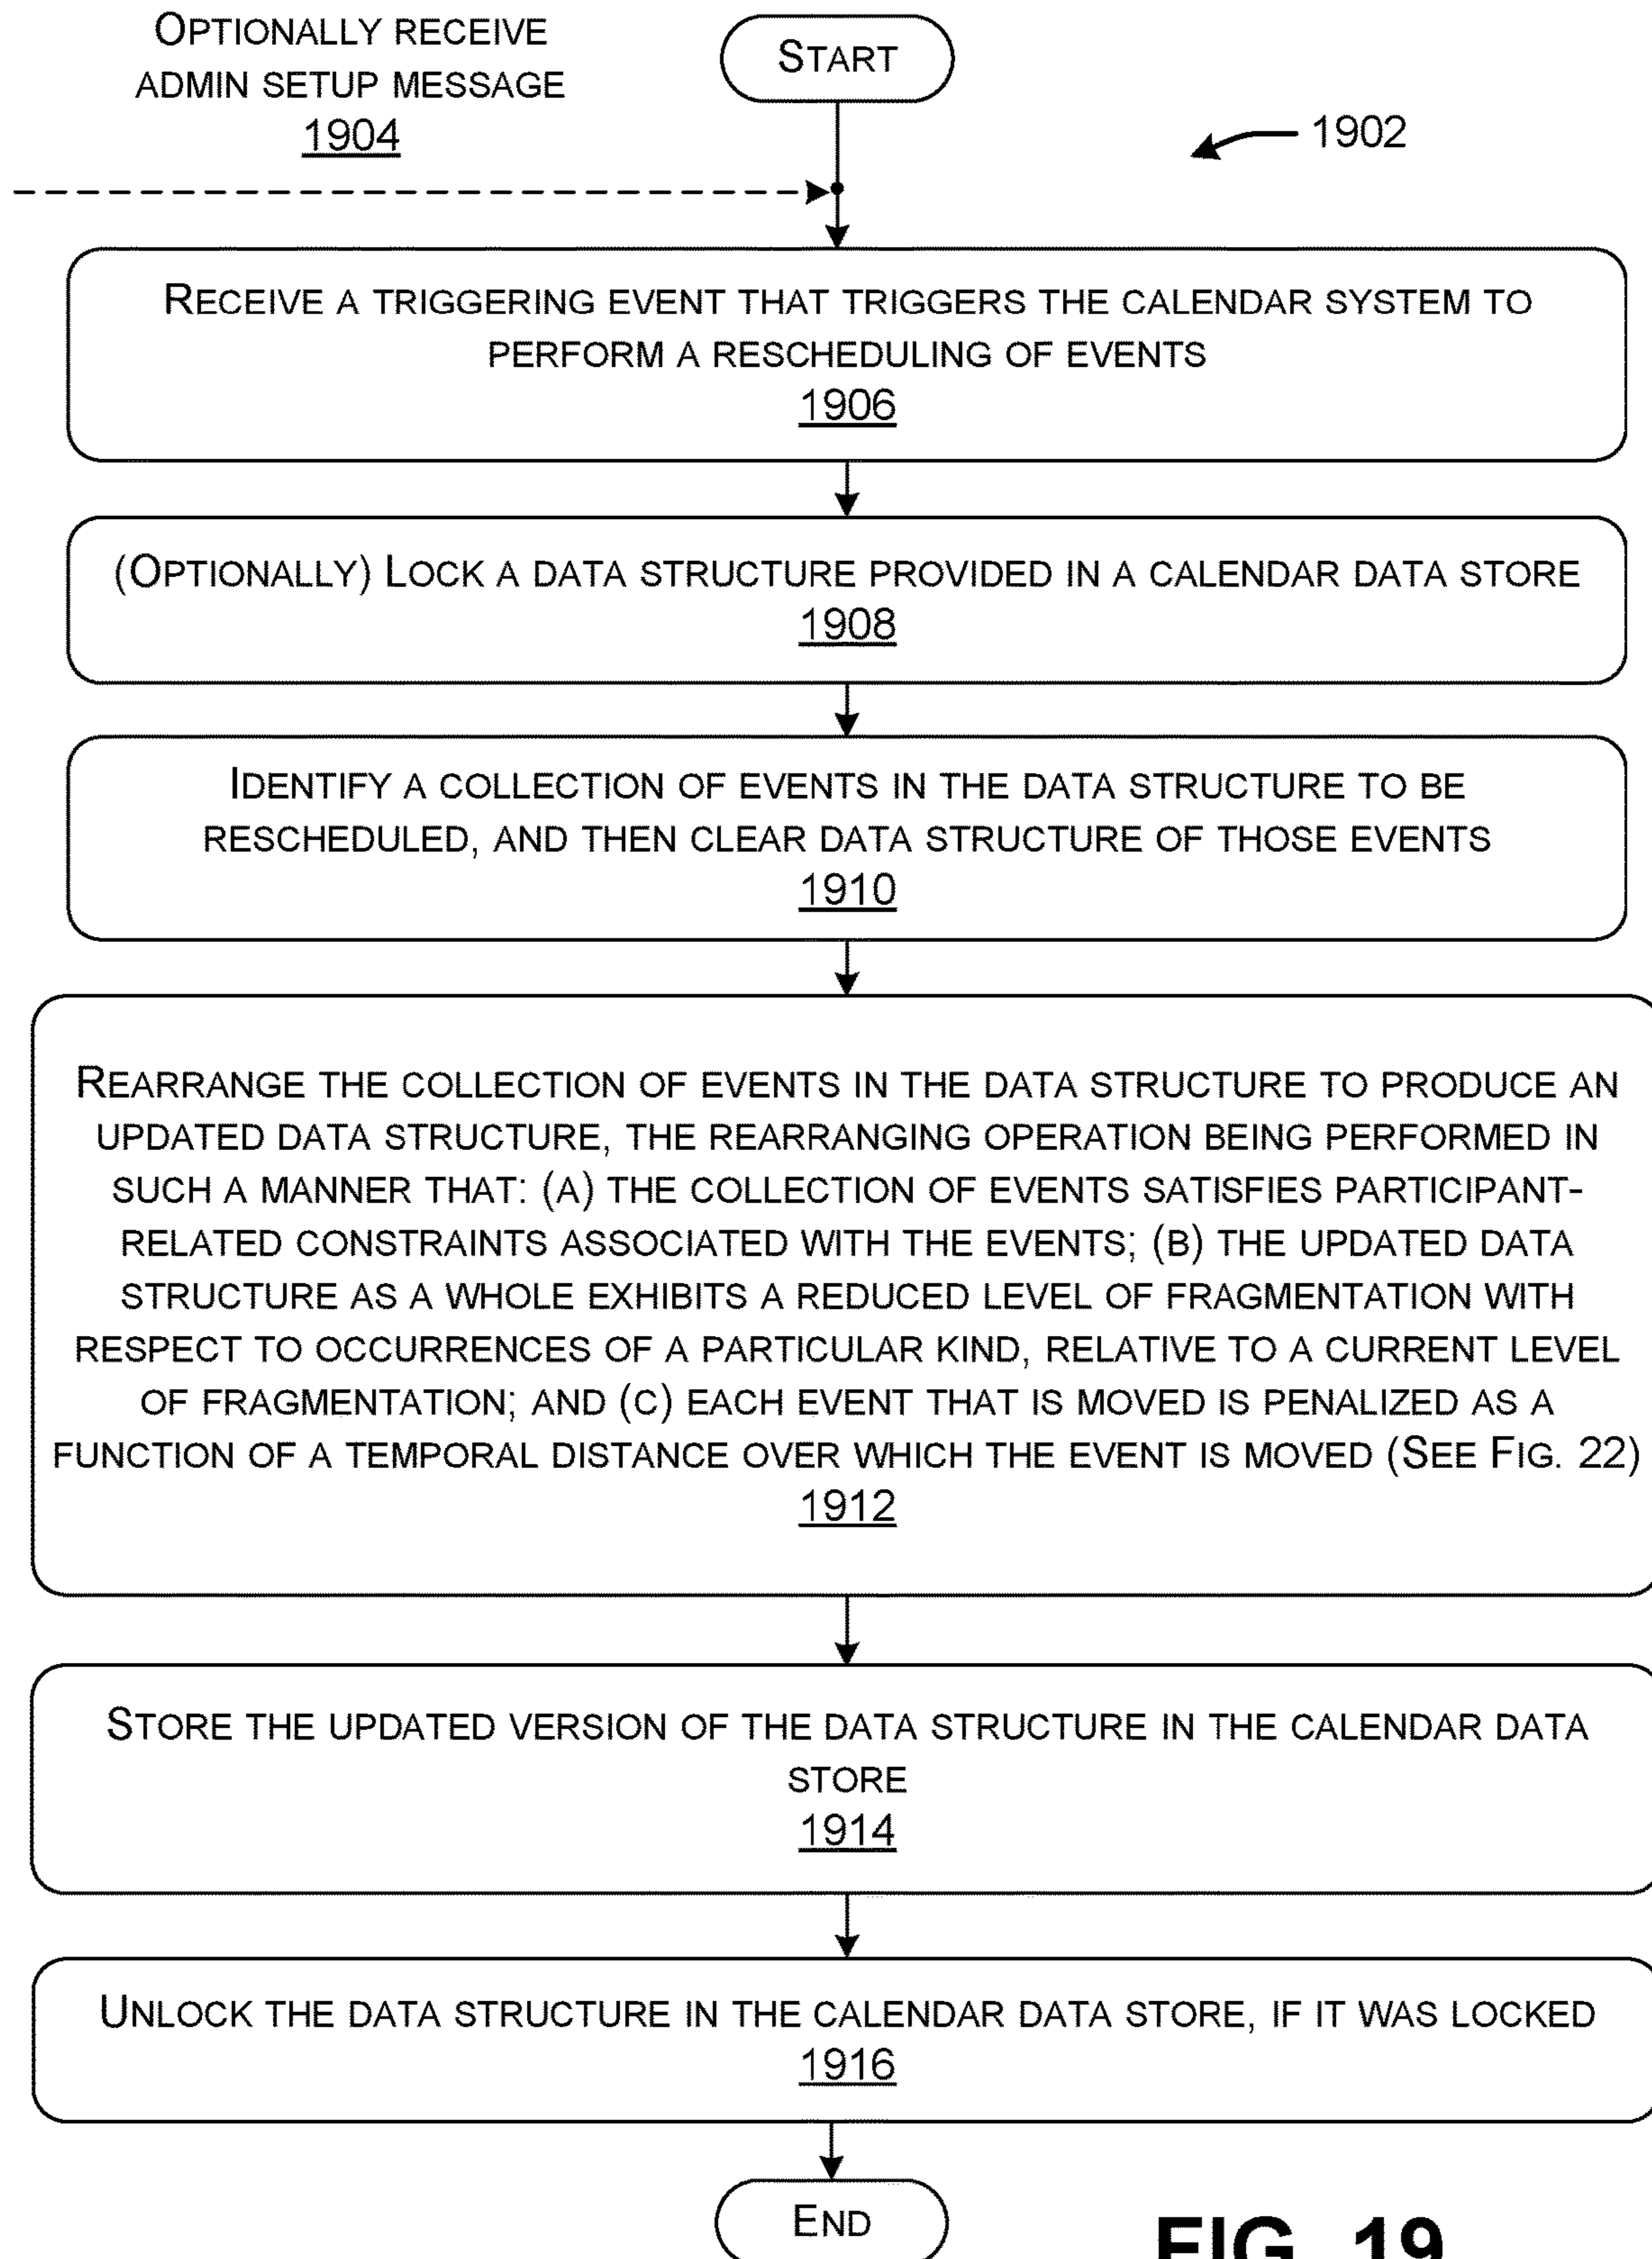 OPTIONALLY RECEIVE
ADMIN SETUP MESSAGE
1904
START
1902
RECEIVE A TRIGGERING EVENT THAT TRIGGERS THE CALENDAR SYSTEM TO
PERFORM A RESCHEDULING OF EVENTS
1906
(OPTIONALLY) LOCK A DATA STRUCTURE PROVIDED IN A CALENDAR DATA STORE
1908
IDENTIFY A COLLECTION OF EVENTS IN THE DATA STRUCTURE TO BE
RESCHEDULED, AND THEN CLEAR DATA STRUCTURE OF THOSE EVENTS
1910
REARRANGE THE COLLECTION OF EVENTS IN THE DATA STRUCTURE TO PRODUCE AN
UPDATED DATA STRUCTURE, THE REARRANGING OPERATION BEING PERFORMED IN
SUCH A MANNER THAT: (A) THE COLLECTION OF EVENTS SATISFIES PARTICIPANT-
RELATED CONSTRAINTS ASSOCIATED WITH THE EVENTS; (B) THE UPDATED DATA
STRUCTURE AS A WHOLE EXHIBITS A REDUCED LEVEL OF FRAGMENTATION WITH
RESPECT TO OCCURRENCES OF A PARTICULAR KIND, RELATIVE TO A CURRENT LEVEL
OF FRAGMENTATION; AND (C) EACH EVENT THAT IS MOVED IS PENALIZED AS A
FUNCTION OF A TEMPORAL DISTANCE OVER WHICH THE EVENT IS MOVED (SEE FIG. 22)
1912
STORE THE UPDATED VERSION OF THE DATA STRUCTURE IN THE CALENDAR DATA
STORE
1914
UNLOCK THE DATA STRUCTURE IN THE CALENDAR DATA STORE, IF IT WAS LOCKED
1916
END
FIG. 19